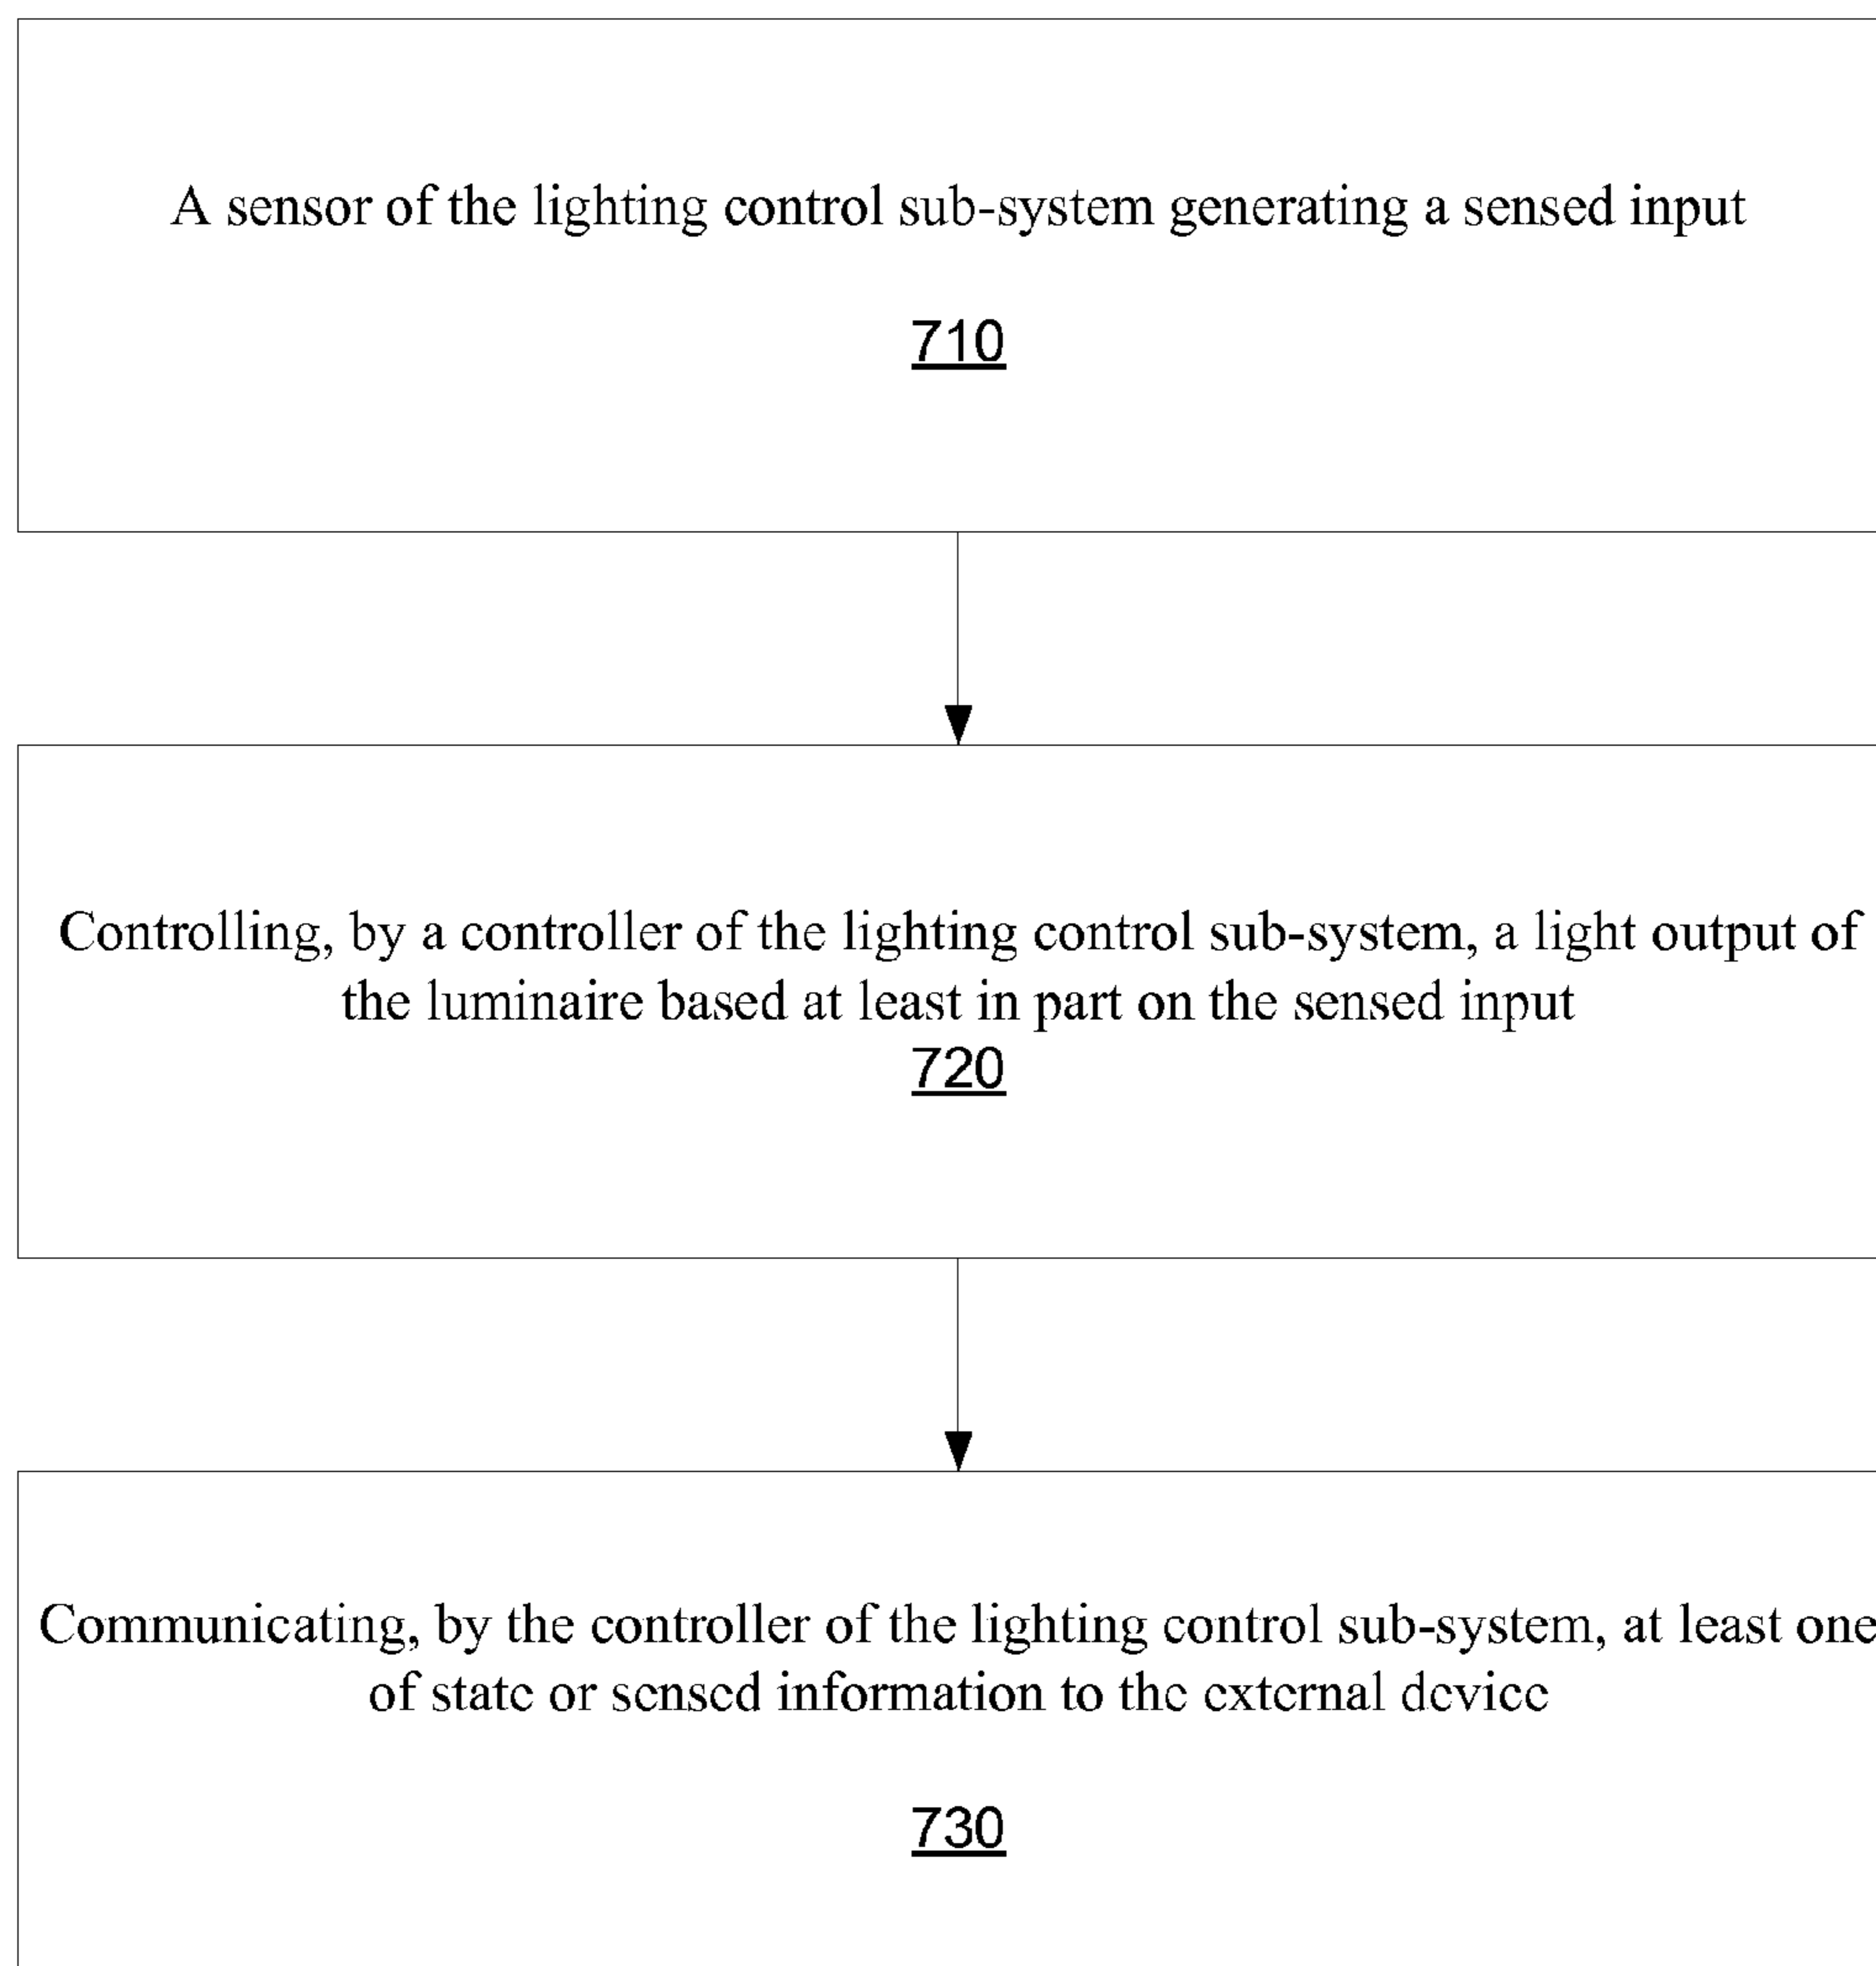 A sensor of the lighting control sub-system generating a sensed input
710
Controlling, by a controller of the lighting control sub-system, a light output of
the luminaire based at least in part on the sensed input
720
Communicating, by the controller of the lighting control sub-system, at least one
of state or sensed information to the external device
730